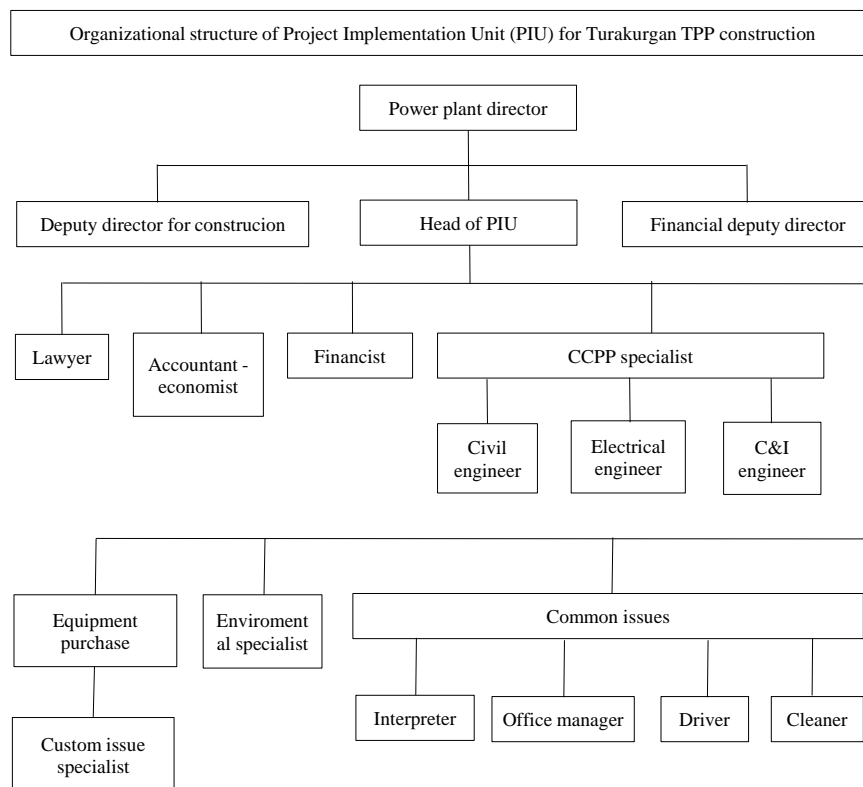 Organizational structure of Project Implementation Unit (PIU) for Turakurgan TPP construction
Power plant director
Deputy director for construcion
Head of PIU
Financial deputy director
Lawyer
Accountant -
economist
Financist
CCPP specialist
Civil
engineer
Electrical
engineer
C&I
engineer
Equipment
purchase
Enviroment
al specialist
Common issues
Interpreter
Office manager
Driver
Cleaner
Custom issue
specialist